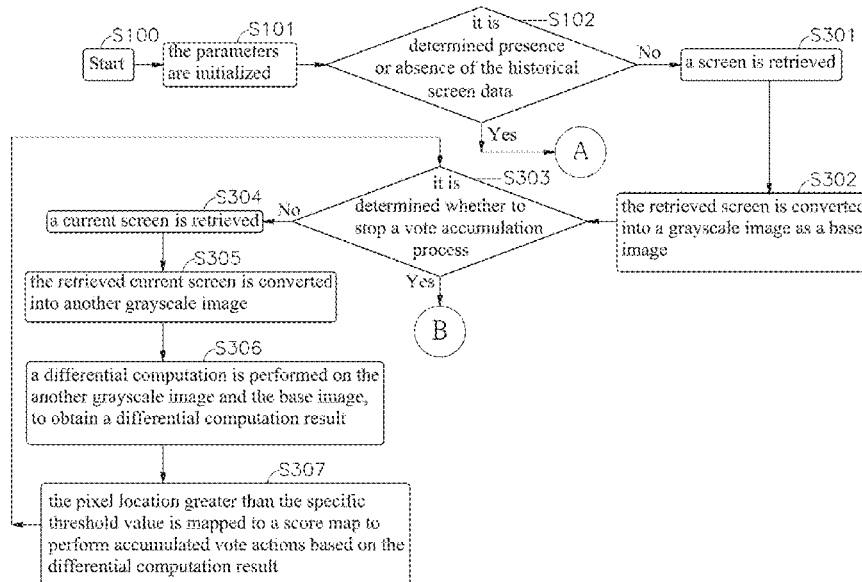 S100
Start
S101
the parameters
are initialized
S102
it is
determined presence
or absence of the historical
screen data
No
Yes
A
S301
a screen is retrieved
S302
the retrieved screen is converted
into a grayscale image as a base
image
S303
it is
determined whether to
stop a vote accumulation
process
No
Yes
B
S304
a current screen is retrieved
S305
the retrieved current screen is converted
into another grayscale image
S306
a differential computation is performed on the
another grayscale image and the base image,
to obtain a differential computation result
S307
the pixel location greater than the specific
threshold value is mapped to a score map to
perform accumulated vote actions based on the
differential computation result